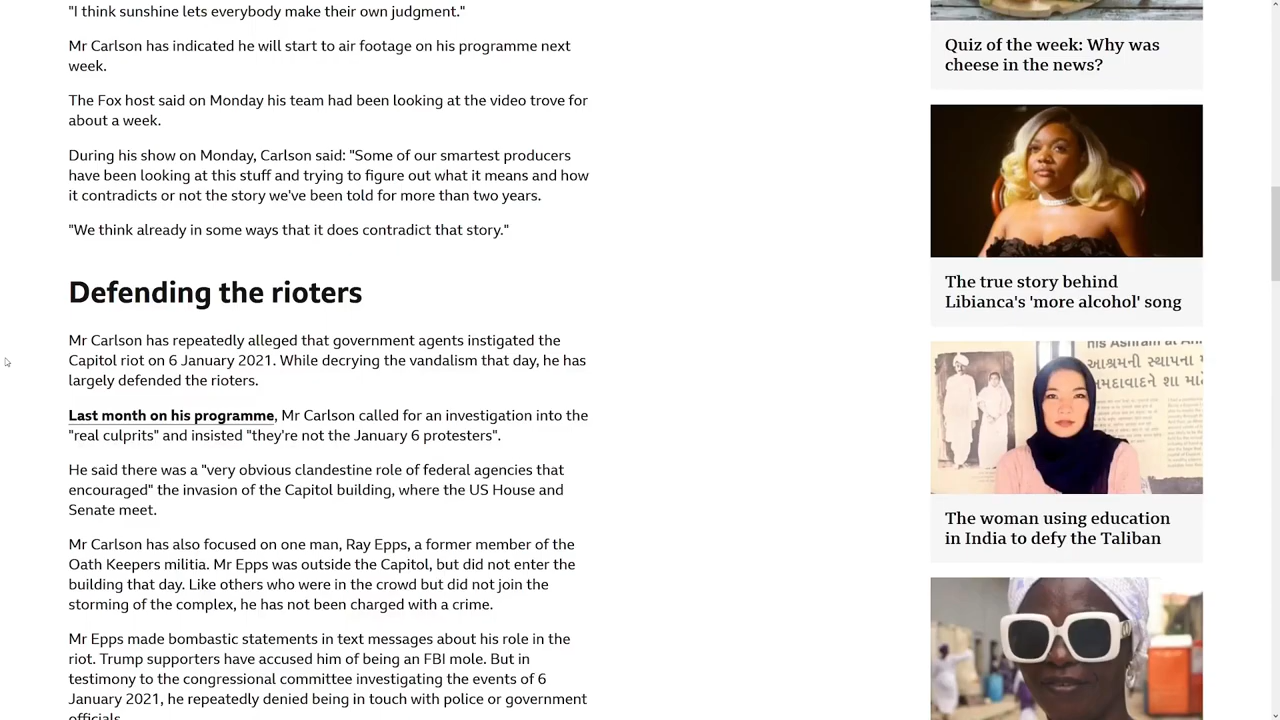 "I think sunshine lets everybody make their own judgment."
Mr Carlson has indicated he will start to air footage on his programme next
week.
The Fox host said on Monday his team had been looking at the video trove for
about a week.
During his show on Monday, Carlson said: "Some of our smartest producers
have been looking at this stuff and trying to figure out what it means and how
it contradicts or not the story we've been told for more than two years.
"We think already in some ways that it does contradict that story."
Defending the rioters
Mr Carlson has repeatedly alleged that government agents instigated the
Capitol riot on 6 January 2021. While decrying the vandalism that day, he has
largely defended the rioters.
Last month on his programme, Mr Carlson called for an investigation into the
"real culprits" and insisted "they're not the January 6 protesters".
He said there was a "very obvious clandestine role of federal agencies that
encouraged" the invasion of the Capitol building, where the US House and
Senate meet.
Mr Carlson has also focused on one man, Ray Epps, a former member of the
Oath Keepers militia. Mr Epps was outside the Capitol, but did not enter the
building that day. Like others who were in the crowd but did not join the
storming of the complex, he has not been charged with a crime.
Mr Epps made bombastic statements in text messages about his role in the
riot. Trump supporters have accused him of being an FBI mole. But in
testimony to the congressional committee investigating the events of 6
January 2021, he repeatedly denied being in touch with police or government
officials.
Quiz of the week: Why was
cheese in the news?
The true story behind
Libianca's 'more alcohol' song
his Ashram at
આશ્રમની સ્થાપના
The woman using education
in India to defy the Taliban